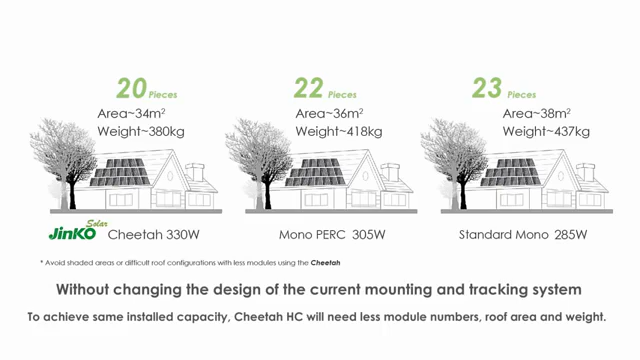 20 Pieces
Area~34m²
Weight~380kg
22 Pieces
Area~36m²
Weight~418kg
23 Pieces
Area~38m²
Weight~437kg
JinKO Solar Cheetah 330W
Mono PERC 305W
Standard Mono 285W
* Avoid shaded areas or difficult roof configurations with less modules using the Cheetah
Without changing the design of the current mounting and tracking system
To achieve same installed capacity, Cheetah HC will need less module numbers, roof area and weight.